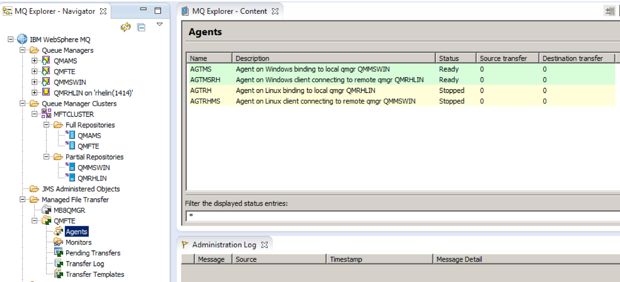 MQ Explorer - Navigator
IBM WebSphere MQ
Queue Managers
QMAMS
QMFTE
QMMSWIN
QMRHLIN on 'rhelin(1414)'
Queue Manager Clusters
MFTCLUSTER
Full Repositories
QMAMS
QMFTE
Partial Repositories
QMMSWIN
QMRHLIN
JMS Administered Objects
Managed File Transfer
MB8QMGR
QMFTE
Agents
Monitors
Pending Transfers
Transfer Log
Transfer Templates
MQ Explorer - Content
Agents
Name Description Status Source transfer Destination transfer
AGTMS Agent on Windows binding to local qmgr QMMSWIN Ready 0 0
AGTMSRH Agent on Windows client connecting to remote qmgr QMRHLIN Ready 0 0
AGTRH Agent on Linux binding to local qmgr QMRHLIN Stopped 0 0
AGTRHMS Agent on Linux client connecting to remote qmgr QMMSWIN Stopped 0 0
Filter the displayed status entries:
*
Administration Log
Message Source Timestamp Message Detail